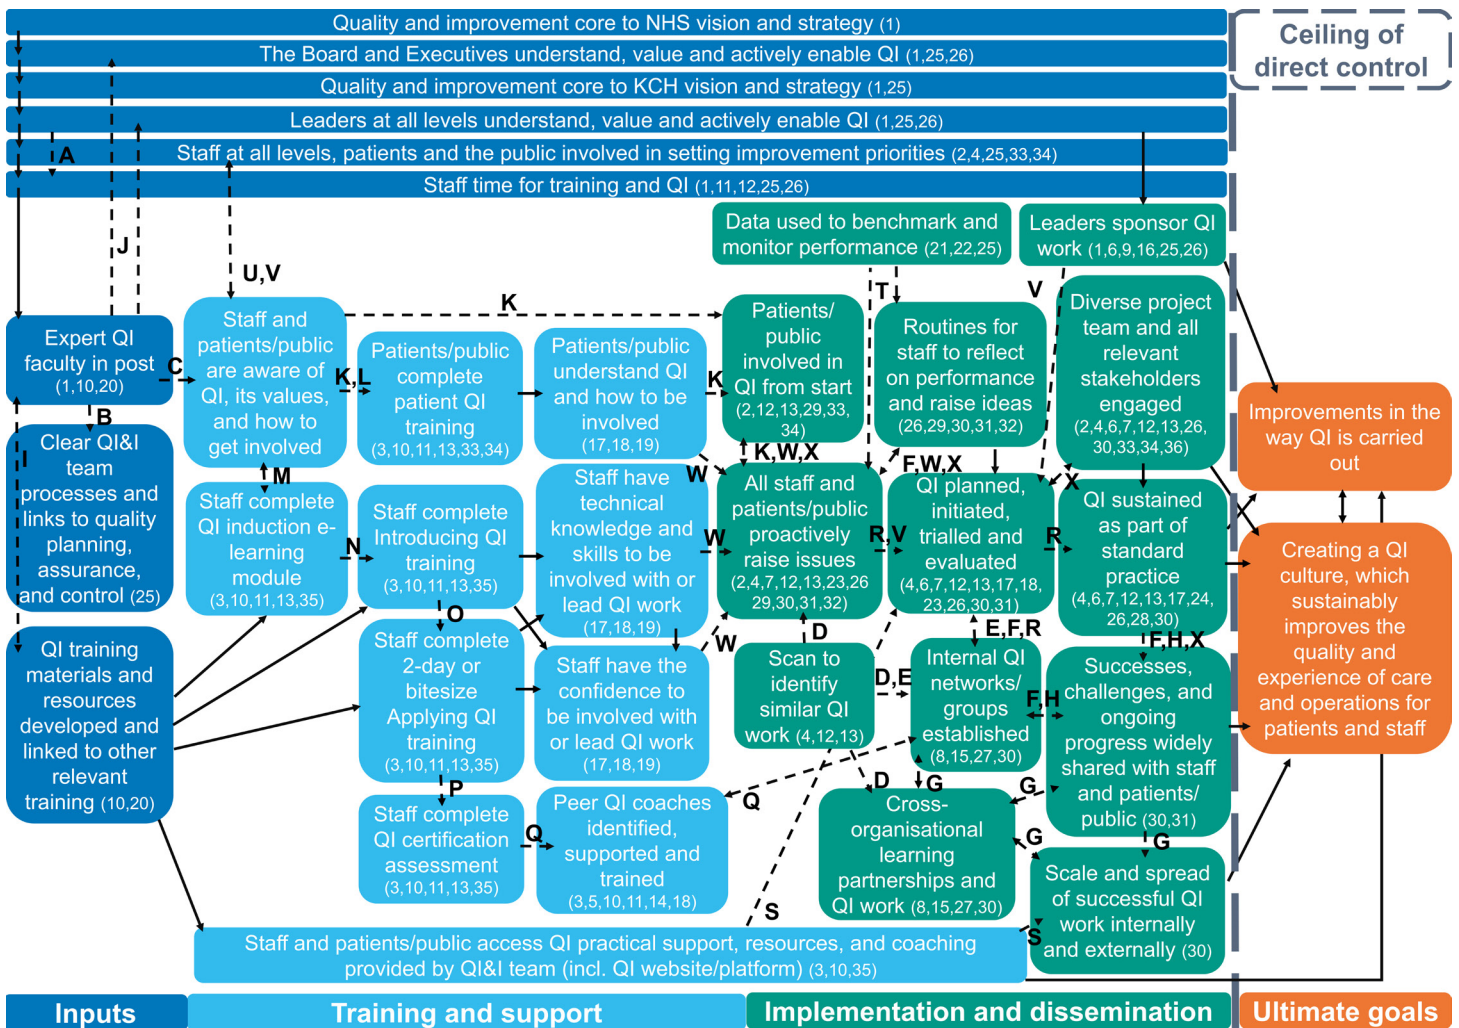 Quality and improvement core to NHS vision and strategy (1)
The Board and Executives understand, value and actively enable QI (1,25,26)
Quality and improvement core to KCH vision and strategy (1,25)
Leaders at all levels understand, value and actively enable QI (1,25,26)
A
Staff at all levels, patients and the public involved in setting improvement priorities (2,4,25,33,34)
Staff time for training and QI (1,11,12,25,26)
Ceiling of
direct control
J
U,V
Expert QI
faculty in post
(1,10,20)
C
B
I
Clear QI&I
team
processes and
links to quality
planning,
assurance,
and control (25)
QI training
materials and
resources
developed and
linked to other
relevant
training (10,20)
Staff and
patients/public
are aware of
QI, its values,
and how to
get involved
K
K,L
M
Staff complete
QI induction e-
learning
module
(3,10,11,13,35)
N
Patients/public
complete
patient QI
training
(3,10,11,13,33,34)
Staff complete
Introducing QI
training
(3,10,11,13,35)
O
Staff complete
2-day or
bitesize
Applying QI
training
(3,10,11,13,35)
P
Staff complete
QI certification
assessment
(3,10,11,13,35)
Q
Patients/public
understand QI
and how to be
involved
(17,18,19)
K
W
Staff have
technical
knowledge and
skills to be
involved with or
lead QI work
(17,18,19)
W
W
Staff have the
confidence to
be involved with
or lead QI work
(17,18,19)
Peer QI coaches
identified,
supported and
trained
(3,5,10,11,14,18)
Q
S
Staff and patients/public access QI practical support, resources, and coaching
provided by QI&I team (incl. QI website/platform) (3,10,35)
S
Data used to benchmark and
monitor performance (21,22,25)
T
Leaders sponsor QI
work (1,6,9,16,25,26)
V
Patients/
public
involved in
QI from start
(2,12,13,29,33,
34)
K,W,X
Routines for
staff to reflect
on performance
and raise ideas
(26,29,30,31,32)
F,W,X
Diverse project
team and all
relevant
stakeholders
engaged
(2,4,6,7,12,13,26,
30,33,34,36)
X
All staff and
patients/public
proactively
raise issues
(2,4,7,12,13,23,26
29,30,31,32)
R,V
QI planned,
initiated,
trialled and
evaluated
(4,6,7,12,13,17,18,
23,26,30,31)
R
QI sustained
as part of
standard
practice
(4,6,7,12,13,17,24,
26,28,30)
D
E,F,R
F,H,X
Scan to
identify
similar QI
work (4,12,13)
D,E
Internal QI
networks/
groups
established
(8,15,27,30)
F,H
Successes,
challenges, and
ongoing
progress widely
shared with staff
and patients/
public (30,31)
D
G
G
Cross-
organisational
learning
partnerships and
QI work (8,15,27,30)
G
G
Scale and spread
of successful QI
work internally
and externally (30)
Improvements in the
way QI is carried
out
Creating a QI
culture, which
sustainably
improves the
quality and
experience of care
and operations for
patients and staff
Inputs
Training and support
Implementation and dissemination
Ultimate goals